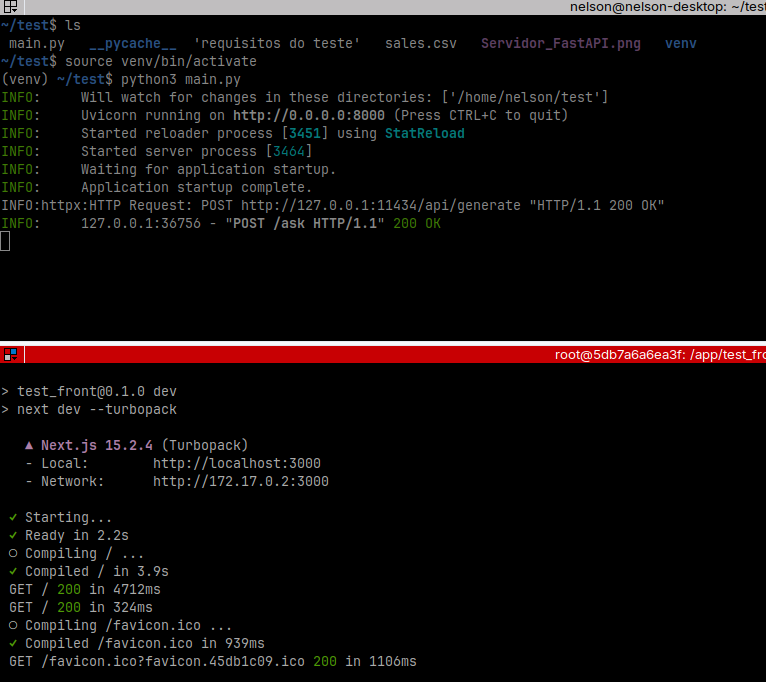 nelson@nelson-desktop: ~/test
~/test$ ls
main.py   __pycache__  'requisitos do teste'   sales.csv   Servidor_FastAPI.png   venv
~/test$ source venv/bin/activate
(venv) ~/test$ python3 main.py
INFO:     Will watch for changes in these directories: ['/home/nelson/test']
INFO:     Uvicorn running on http://0.0.0.0:8000 (Press CTRL+C to quit)
INFO:     Started reloader process [3451] using StatReload
INFO:     Started server process [3464]
INFO:     Waiting for application startup.
INFO:     Application startup complete.
INFO:httpx:HTTP Request: POST http://127.0.0.1:11434/api/generate "HTTP/1.1 200 OK"
INFO:     127.0.0.1:36756 - "POST /ask HTTP/1.1" 200 OK
root@5db7a6a6ea3f: /app/test_fro
> test_front@0.1.0 dev
> next dev --turbopack
▲ Next.js 15.2.4 (Turbopack)
- Local:        http://localhost:3000
- Network:      http://172.17.0.2:3000
✓ Starting...
✓ Ready in 2.2s
○ Compiling / ...
✓ Compiled / in 3.9s
GET / 200 in 4712ms
GET / 200 in 324ms
○ Compiling /favicon.ico ...
✓ Compiled /favicon.ico in 939ms
GET /favicon.ico?favicon.45db1c09.ico 200 in 1106ms